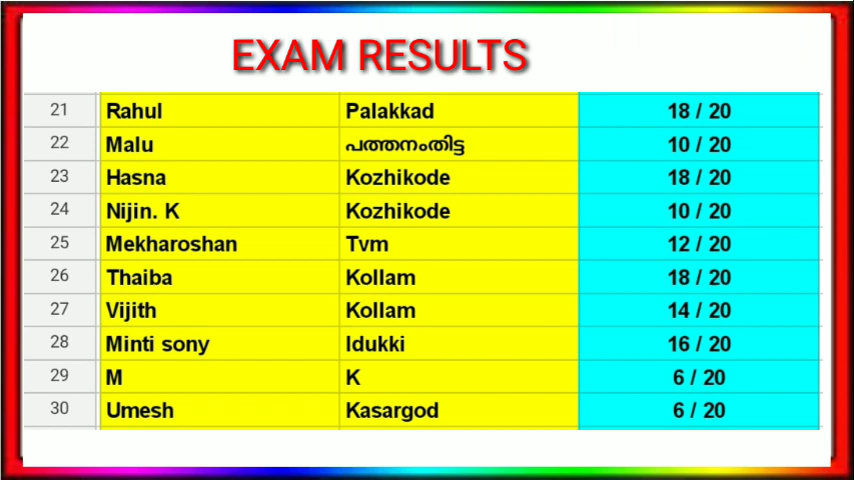 EXAM RESULTS
21 Rahul Palakkad 18 / 20
22 Malu പത്തനംതിട്ട 10 / 20
23 Hasna Kozhikode 18 / 20
24 Nijin. K Kozhikode 10 / 20
25 Mekharoshan Tvm 12 / 20
26 Thaiba Kollam 18 / 20
27 Vijith Kollam 14 / 20
28 Minti sony Idukki 16 / 20
29 M K 6 / 20
30 Umesh Kasargod 6 / 20